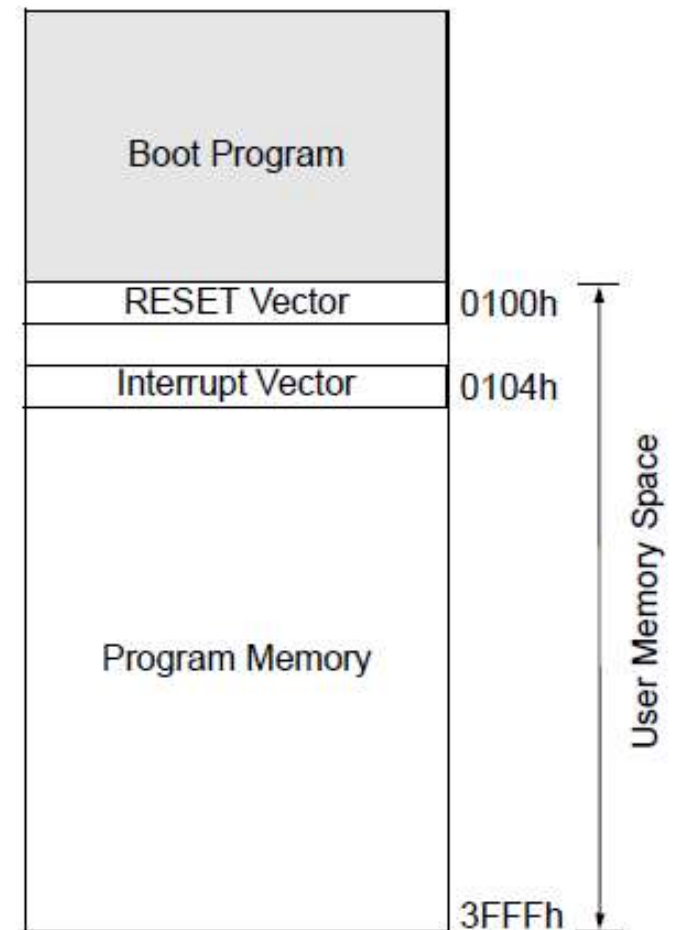 Boot Program
RESET Vector
0100h
Interrupt Vector
0104h
User Memory Space
Program Memory
3FFFh